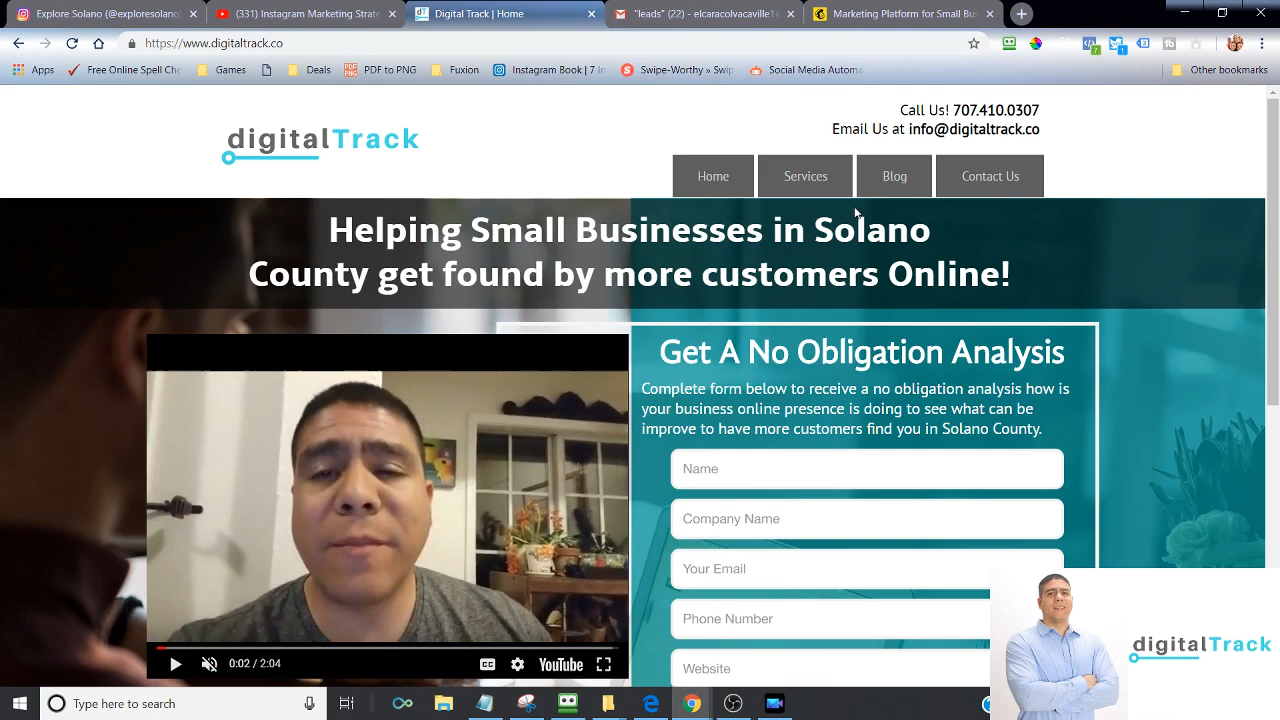 Explore Solano (@exploresolano)
(331) Instagram Marketing Strate
Digital Track | Home
"leads" (22) - elcaracolvacaville1
Marketing Platform for Small Bus
https://www.digitaltrack.co
7
1
Apps
Free Online Spell Che
Games
Deals
PDF to PNG
Fuxion
Instagram Book | 7 In
Swipe-Worthy » Swip
Social Media Automa
Other bookmarks
Call Us! 707.410.0307
Email Us at info@digitaltrack.co
digitalTrack
Home
Services
Blog
Contact Us
Helping Small Businesses in Solano
County get found by more customers Online!
Get A No Obligation Analysis
Complete form below to receive a no obligation analysis how is
your business online presence is doing to see what can be
improve to have more customers find you in Solano County.
Name
Company Name
Your Email
Phone Number
Website
0:02 / 2:04
CC
YouTube
digitalTrack
Type here to search